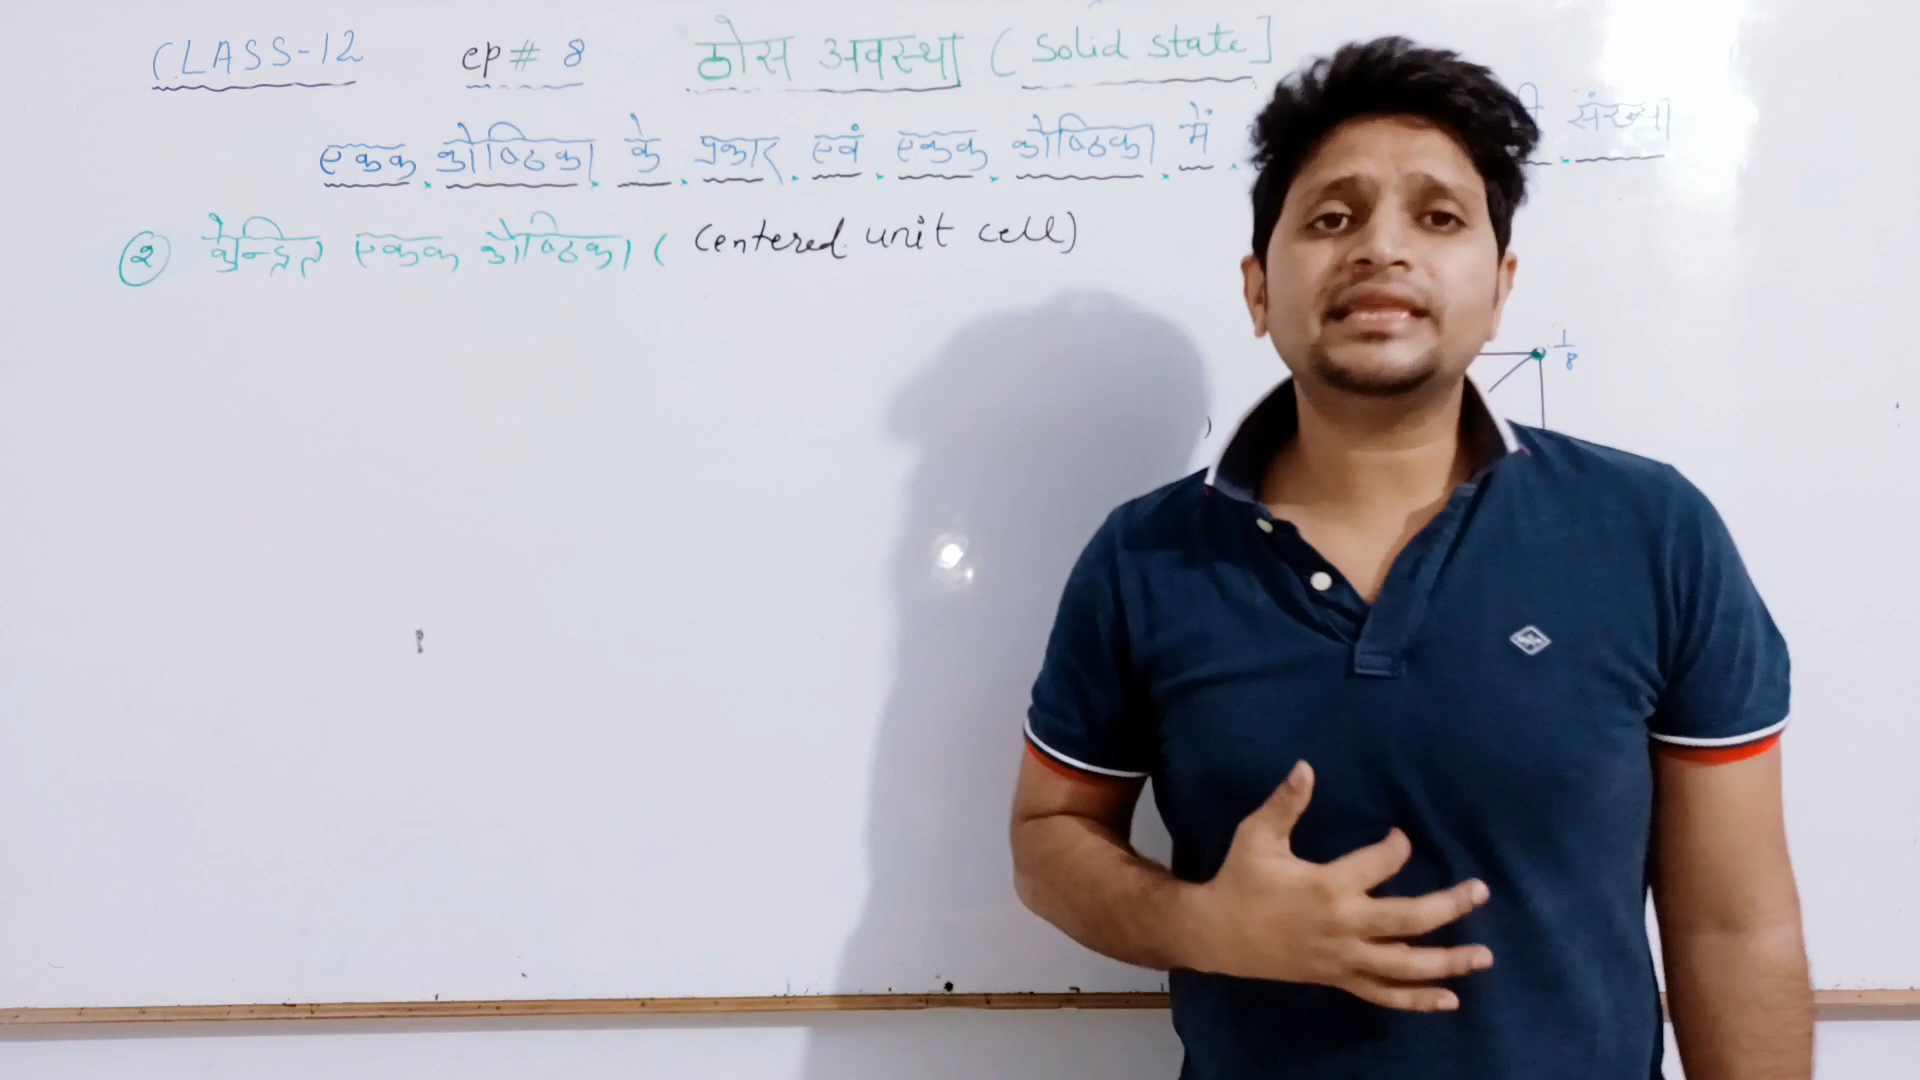 CLASS-12 ep # 8 ठोस अवस्था ( Solid state ]
एकक कोष्ठिका के प्रकार एवं एकक कोष्ठिका में की संख्या
② केन्द्रित एकक कोष्ठिका ( Centered unit cell )
1/8